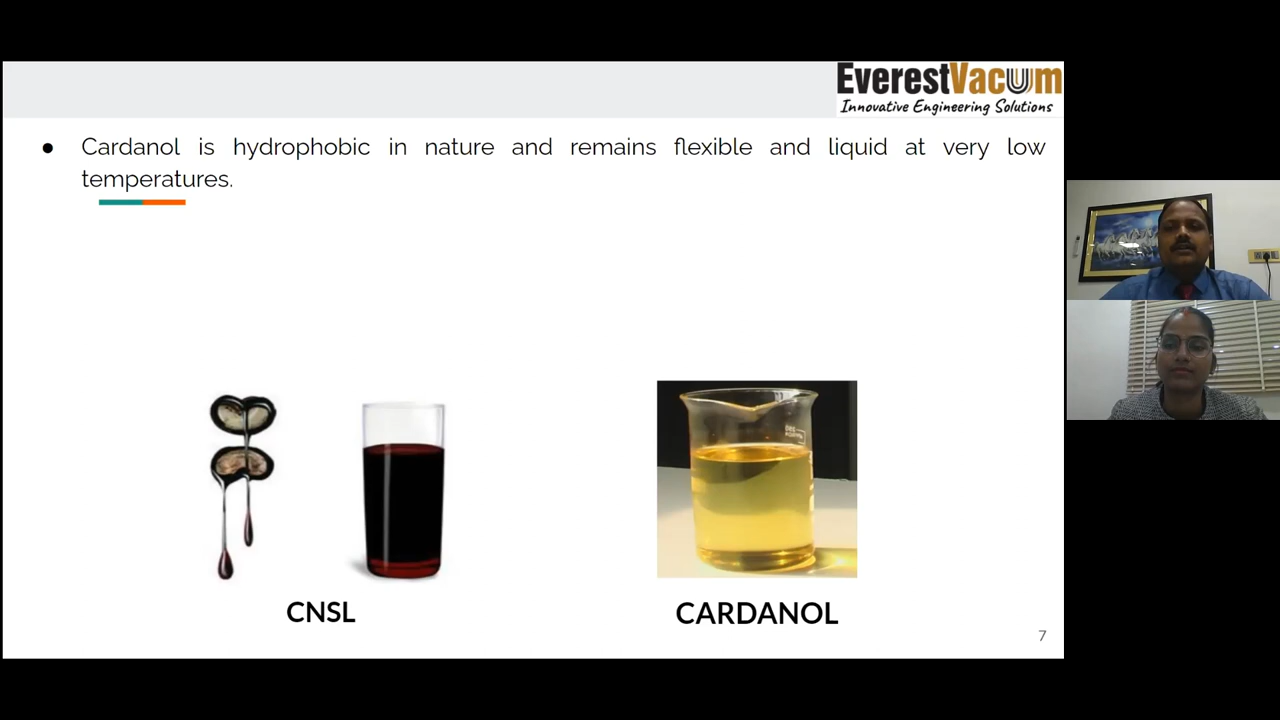 EverestVacuum
Innovative Engineering Solutions
● Cardanol is hydrophobic in nature and remains flexible and liquid at very low
temperatures.
CNSL
CARDANOL
7